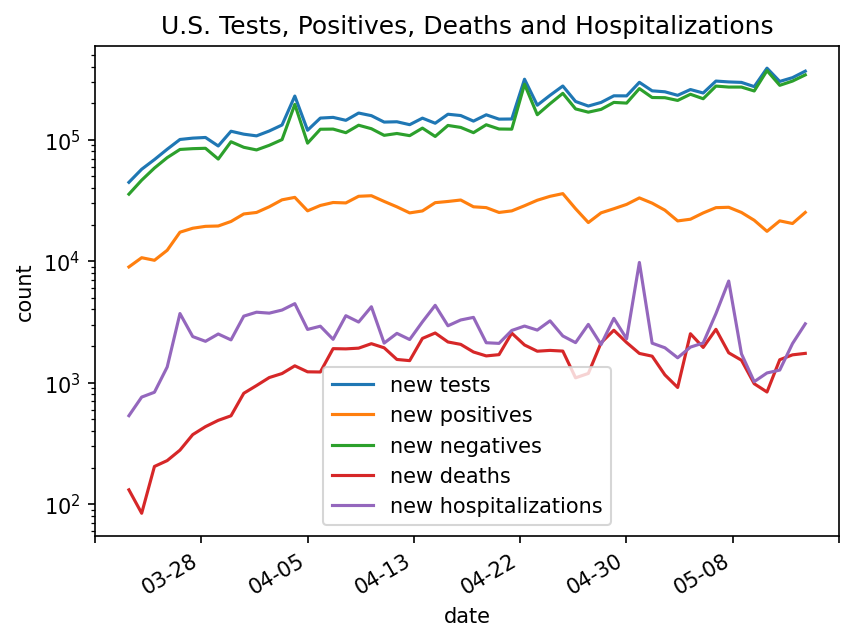 U.S. Tests, Positives, Deaths and Hospitalizations
count
10^5
10^4
10^3
10^2
new tests
new positives
new negatives
new deaths
new hospitalizations
03-28
04-05
04-13
04-22
04-30
05-08
date